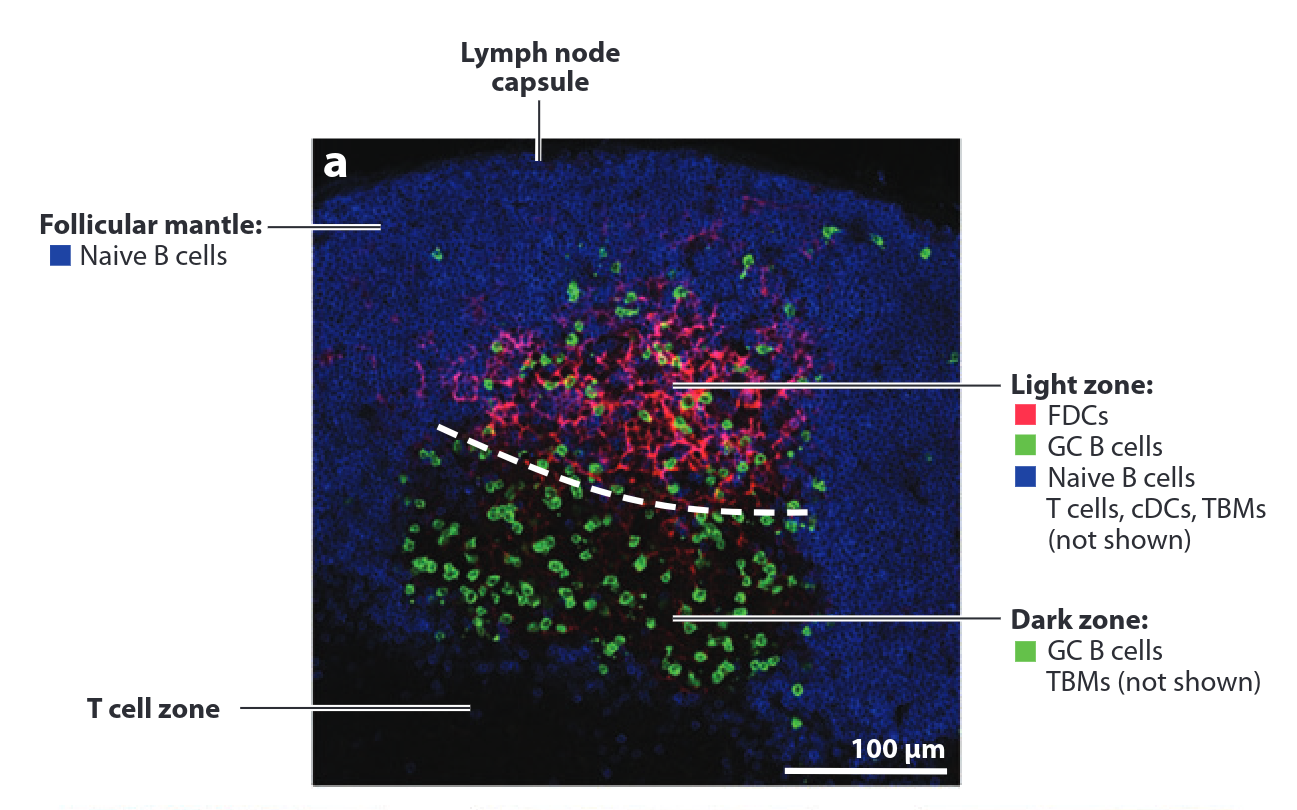 Lymph node
capsule
a
Follicular mantle:
Naive B cells
Light zone:
FDCs
GC B cells
Naive B cells
T cells, cDCs, TBMs
(not shown)
Dark zone:
GC B cells
TBMs (not shown)
T cell zone
100 µm